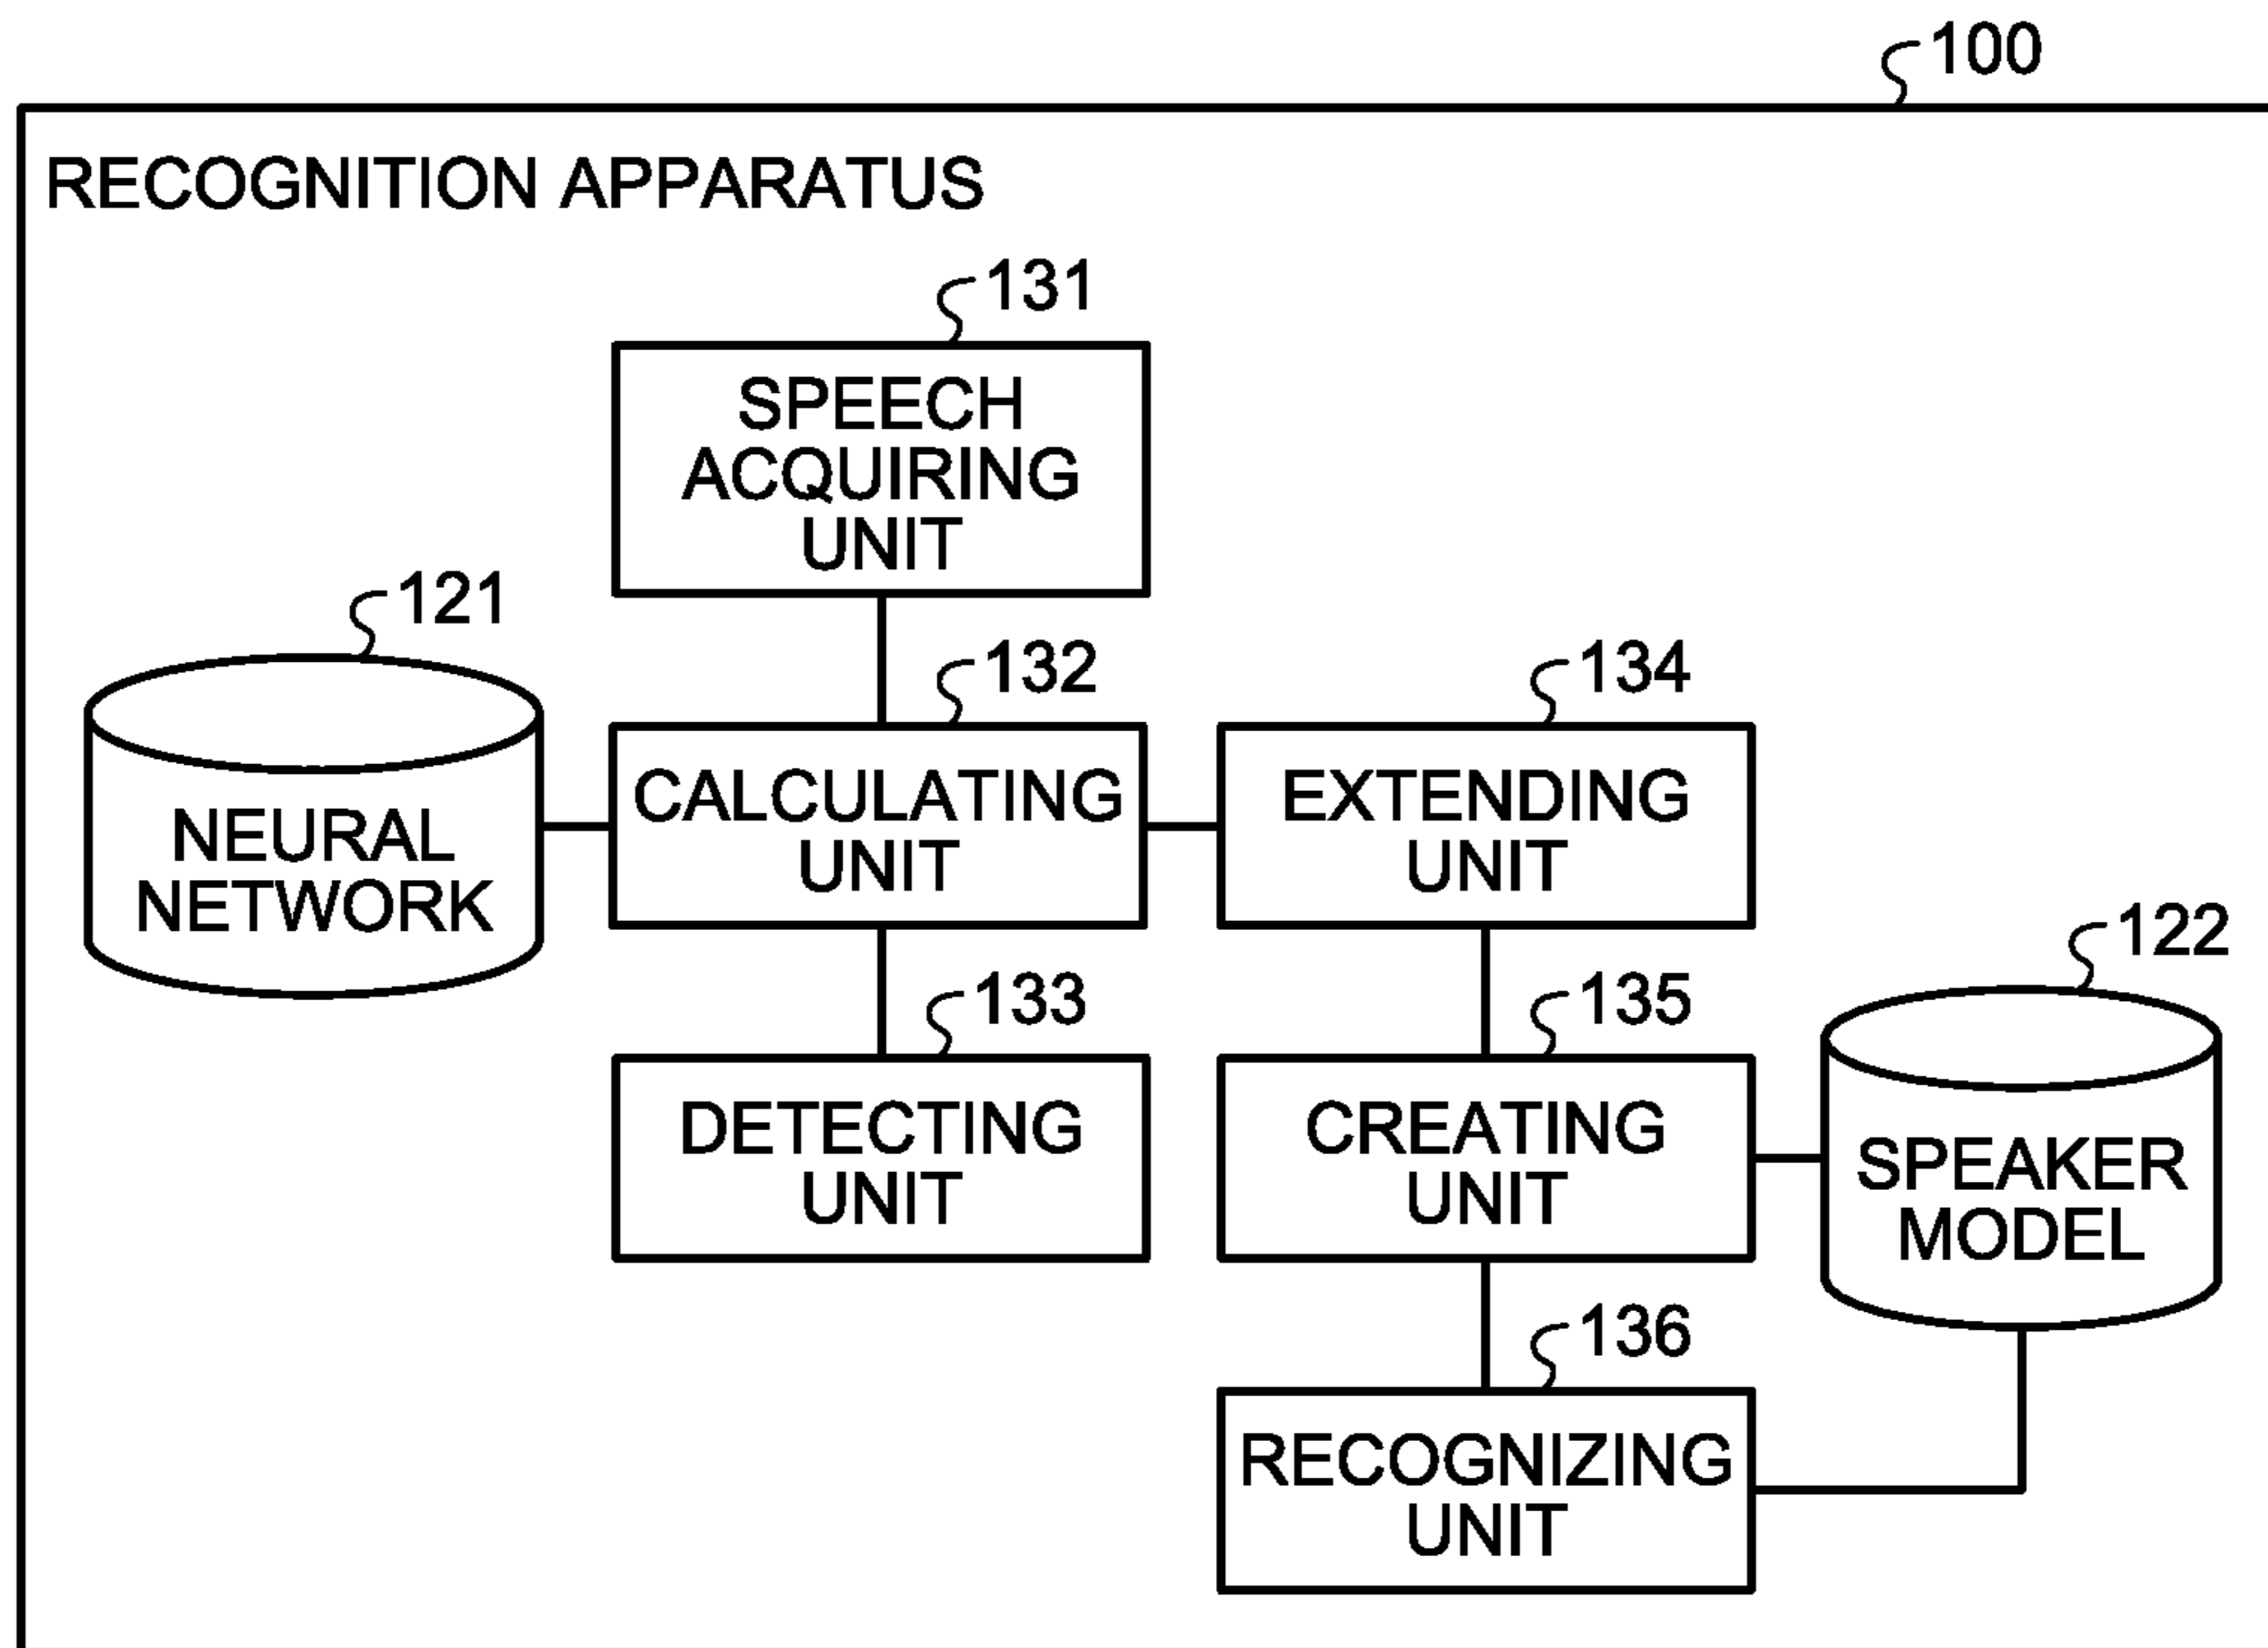 100
RECOGNITION APPARATUS
131
SPEECH
ACQUIRING
UNIT
121
NEURAL
NETWORK
132
CALCULATING
UNIT
134
EXTENDING
UNIT
133
DETECTING
UNIT
135
CREATING
UNIT
122
SPEAKER
MODEL
136
RECOGNIZING
UNIT